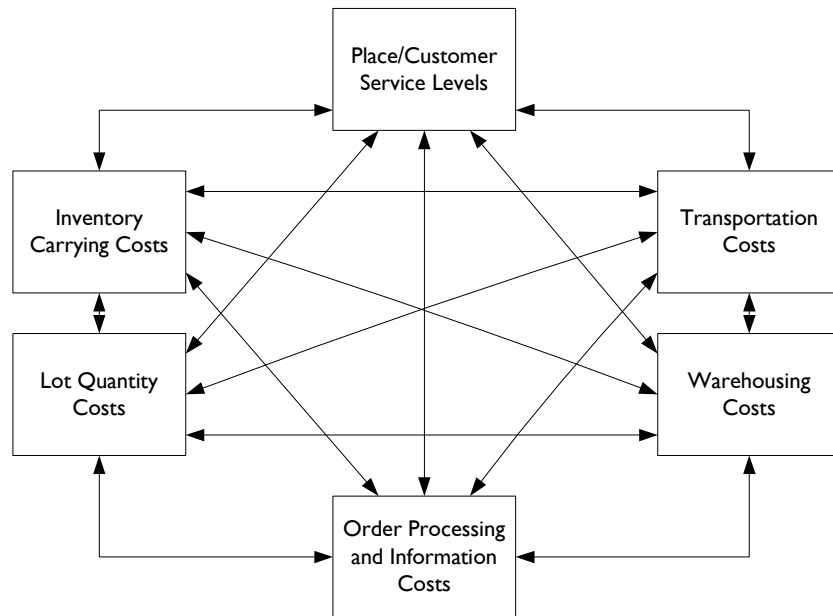 Place/Customer
Service Levels
Inventory
Carrying Costs
Transportation
Costs
Lot Quantity
Costs
Warehousing
Costs
Order Processing
and Information
Costs